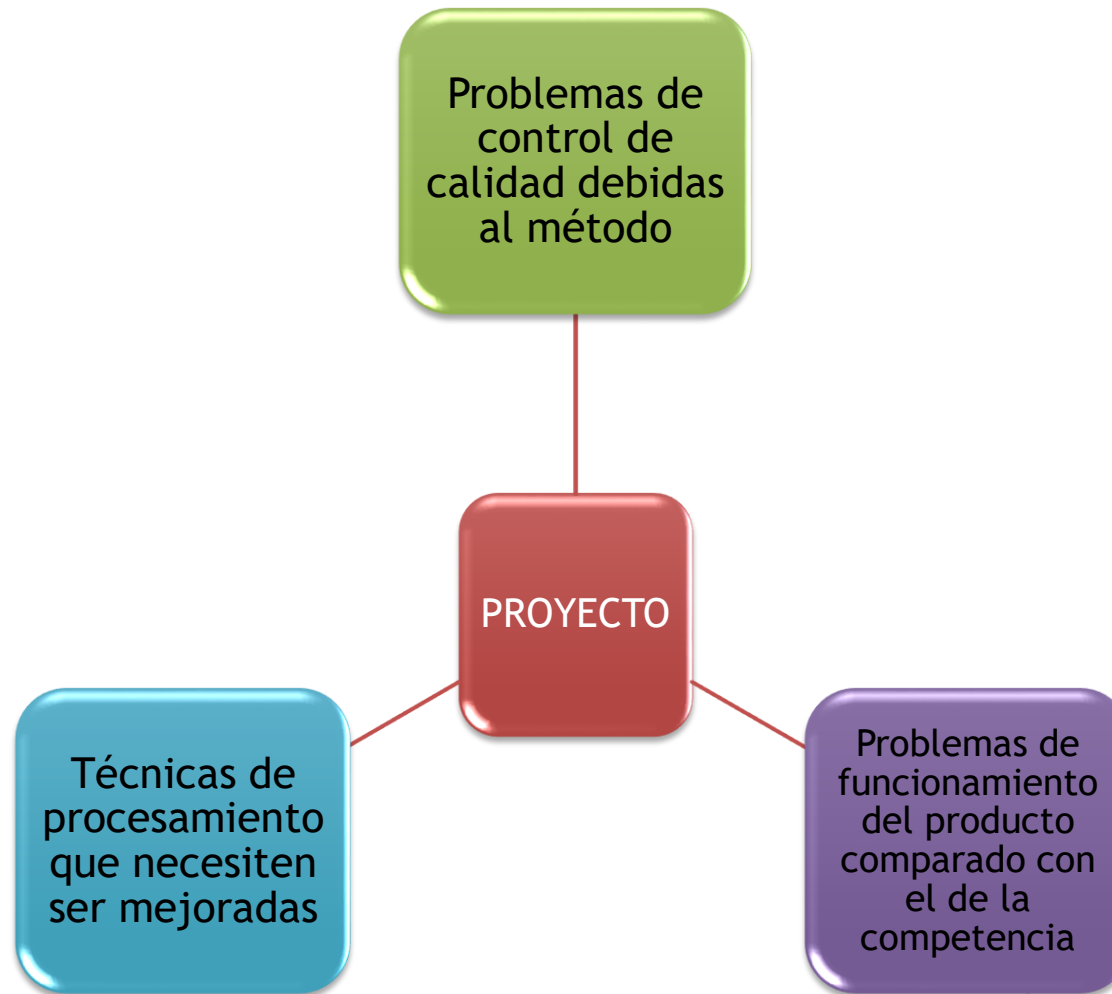 Problemas de
control de
calidad debidas
al método
PROYECTO
Técnicas de
procesamiento
que necesiten
ser mejoradas
Problemas de
funcionamiento
del producto
comparado con
el de la
competencia